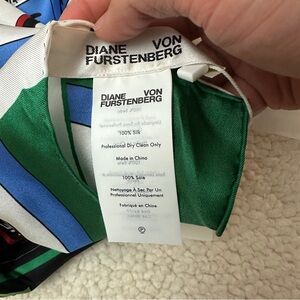 DIANE VON
FURSTENBERG
DIANE VON
FURSTENBERG
100% Silk
Professional Dry Clean Only
Made in China
100% Soie
Nettoyage A Sec Par Un
Professionnel Uniquement
Fabriqué en Chine
P